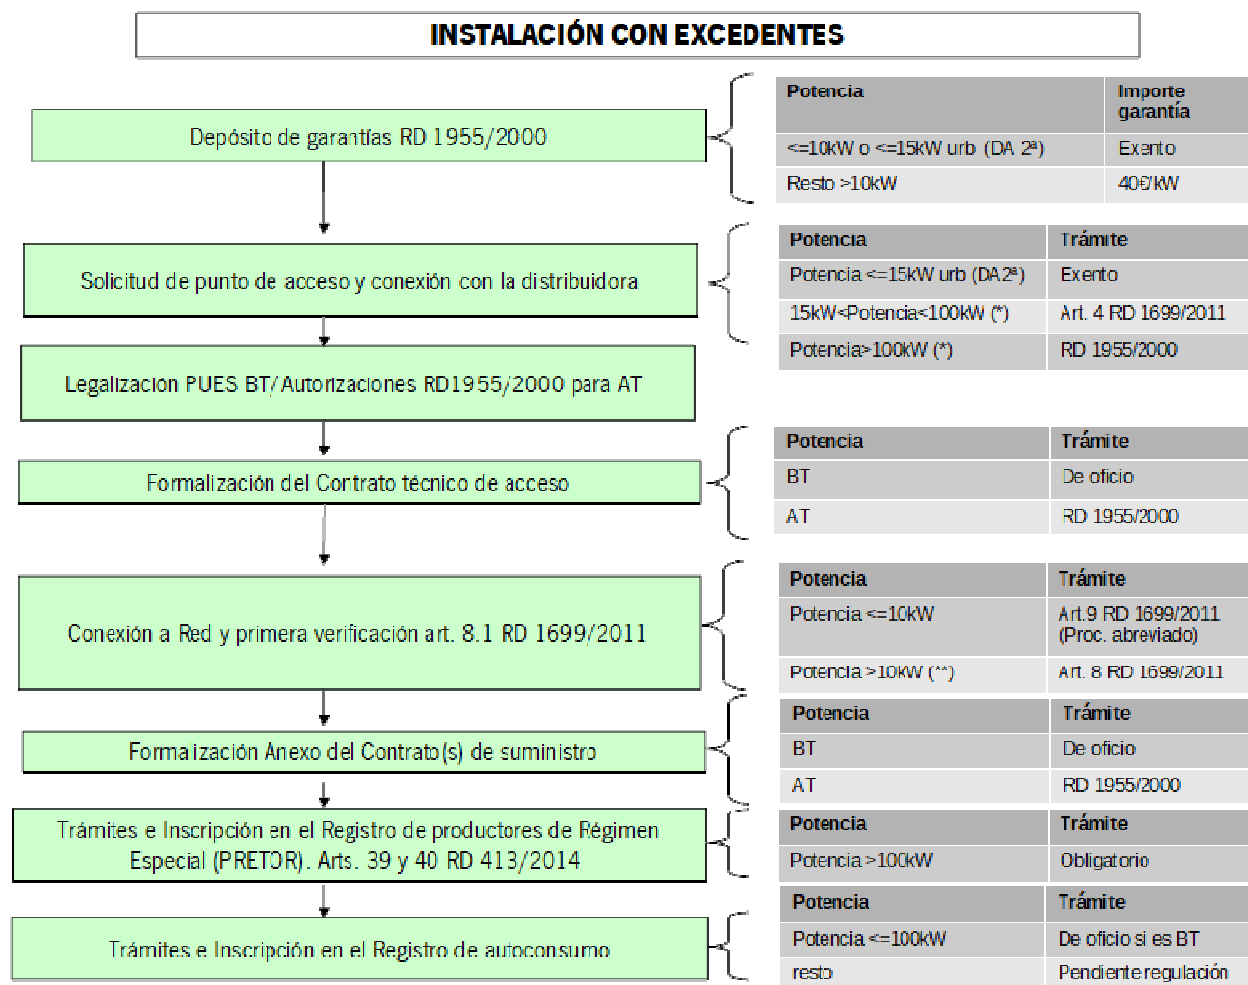 INSTALACIÓN CON EXCEDENTES
Depósito de garantías RD 1955/2000
Potencia Importe
garantía
<=10kW o <=15kW urb (DA 2ª) Exento
Resto >10kW 40€/kW
Solicitud de punto de acceso y conexión con la distribuidora
Potencia Trámite
Potencia <=15kW urb (DA2ª) Exento
15kW<Potencia<100kW (*) Art. 4 RD 1699/2011
Potencia>100kW (*) RD 1955/2000
Legalización PUES BT/Autorizaciones RD1955/2000 para AT
Formalización del Contrato técnico de acceso
Potencia Trámite
BT De oficio
AT RD 1955/2000
Conexión a Red y primera verificación art. 8.1 RD 1699/2011
Potencia Trámite
Potencia <=10kW Art.9 RD 1699/2011
(Proc. abreviado)
Potencia >10kW (**) Art. 8 RD 1699/2011
Formalización Anexo del Contrato(s) de suministro
Potencia Trámite
BT De oficio
AT RD 1955/2000
Trámites e Inscripción en el Registro de productores de Régimen
Especial (PRETOR). Arts. 39 y 40 RD 413/2014
Potencia Trámite
Potencia >100kW Obligatorio
Trámites e Inscripción en el Registro de autoconsumo
Potencia Trámite
Potencia <=100kW De oficio si es BT
resto Pendiente regulación